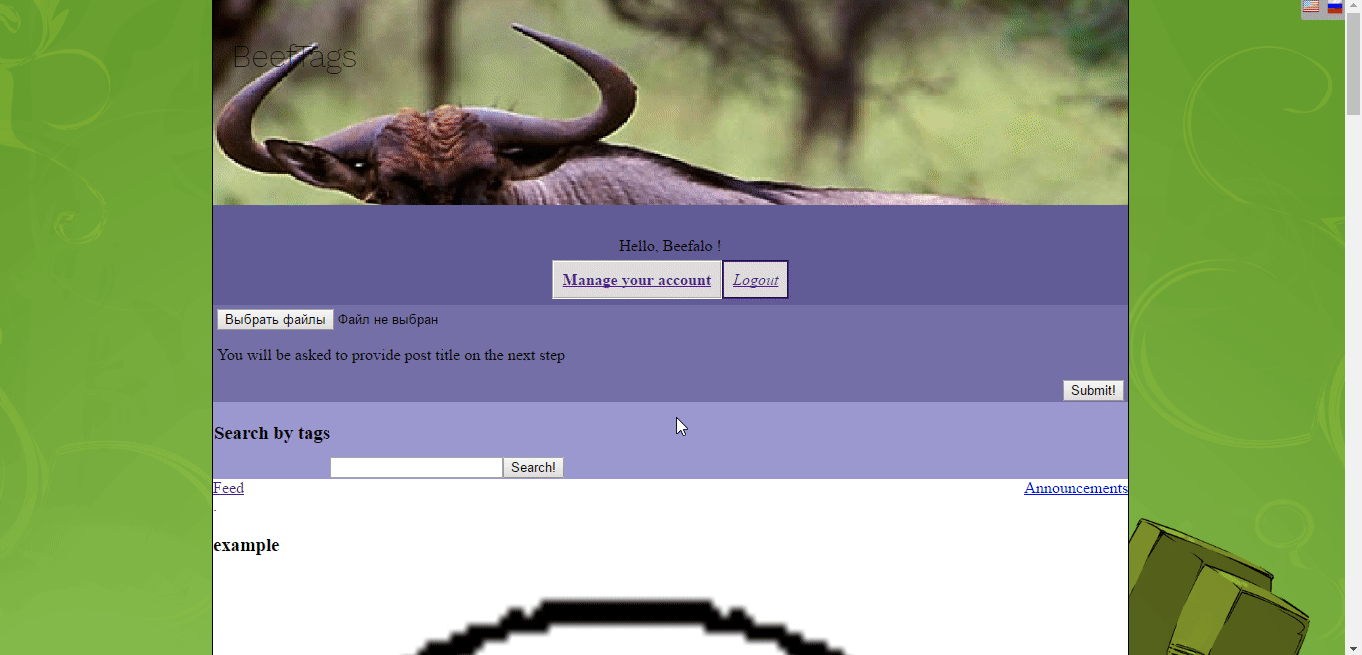 BeefTags
Hello, Beefalo !
Manage your account Logout
Выбрать файлы Файл не выбран
You will be asked to provide post title on the next step
Submit!
Search by tags
Search!
Feed Announcements
.
example